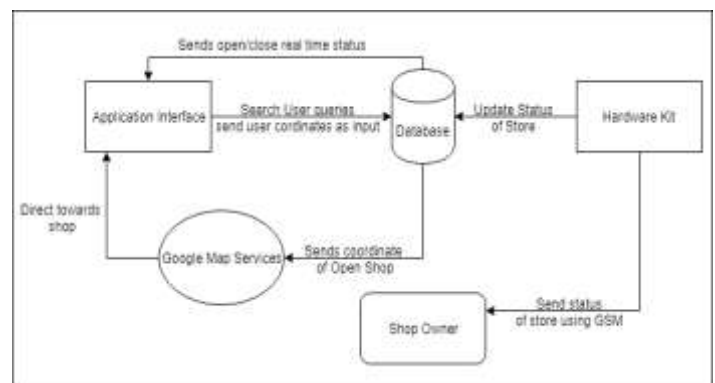 Sends open/close real time status
Application Interface
Search User queries
send user cordinates as input
Database
Update Status
of Store
Hardware Kit
Direct towards
shop
Google Map Services
Sends coordinate
of Open Shop
Shop Owner
Send status
of store using GSM